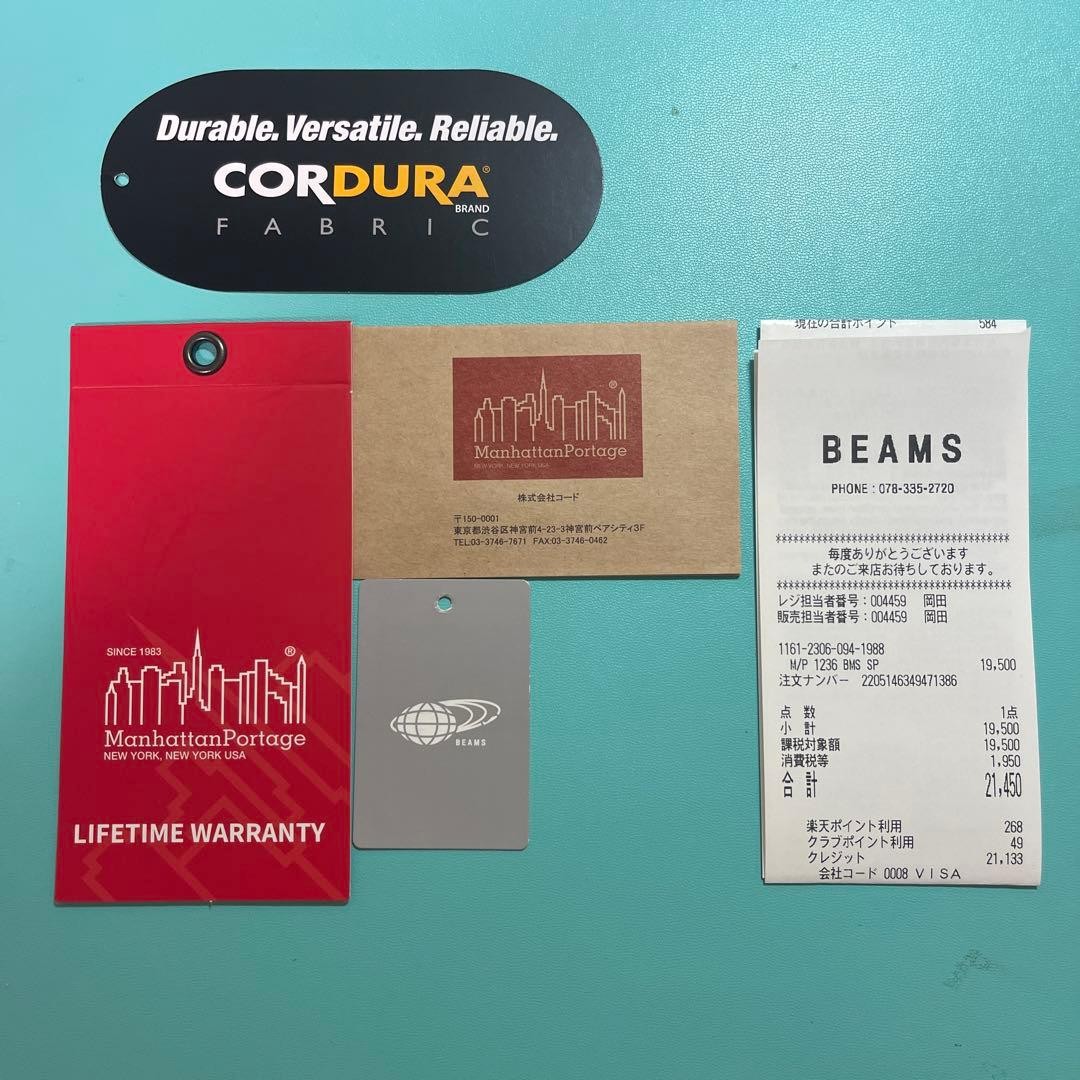 Durable. Versatile. Reliable.
CORDURA®
BRAND
FABRIC
SINCE 1983
®
ManhattanPortage
NEW YORK, NEW YORK USA
LIFETIME WARRANTY
®
ManhattanPortage
NEW YORK, NEW YORK USA
株式会社コード
〒150-0001
東京都渋谷区神宮前4-23-3神宮前ペアシティ3F
TEL:03-3746-7671 FAX:03-3746-0462
BEAMS
現在の合計ポイント 584
BEAMS
PHONE：078-335-2720
************************************
毎度ありがとうございます
またのご来店お待ちしております。
************************************
レジ担当者番号：004459 岡田
販売担当者番号：004459 岡田
1161-2306-094-1988
M/P 1236 BMS SP 19,500
注文ナンバー 2205146349471386
点 数 1点
小 計 19,500
課税対象額 19,500
消費税等 1,950
合 計 21,450
楽天ポイント利用 268
クラブポイント利用 49
クレジット 21,133
会社コード 0008 VISA